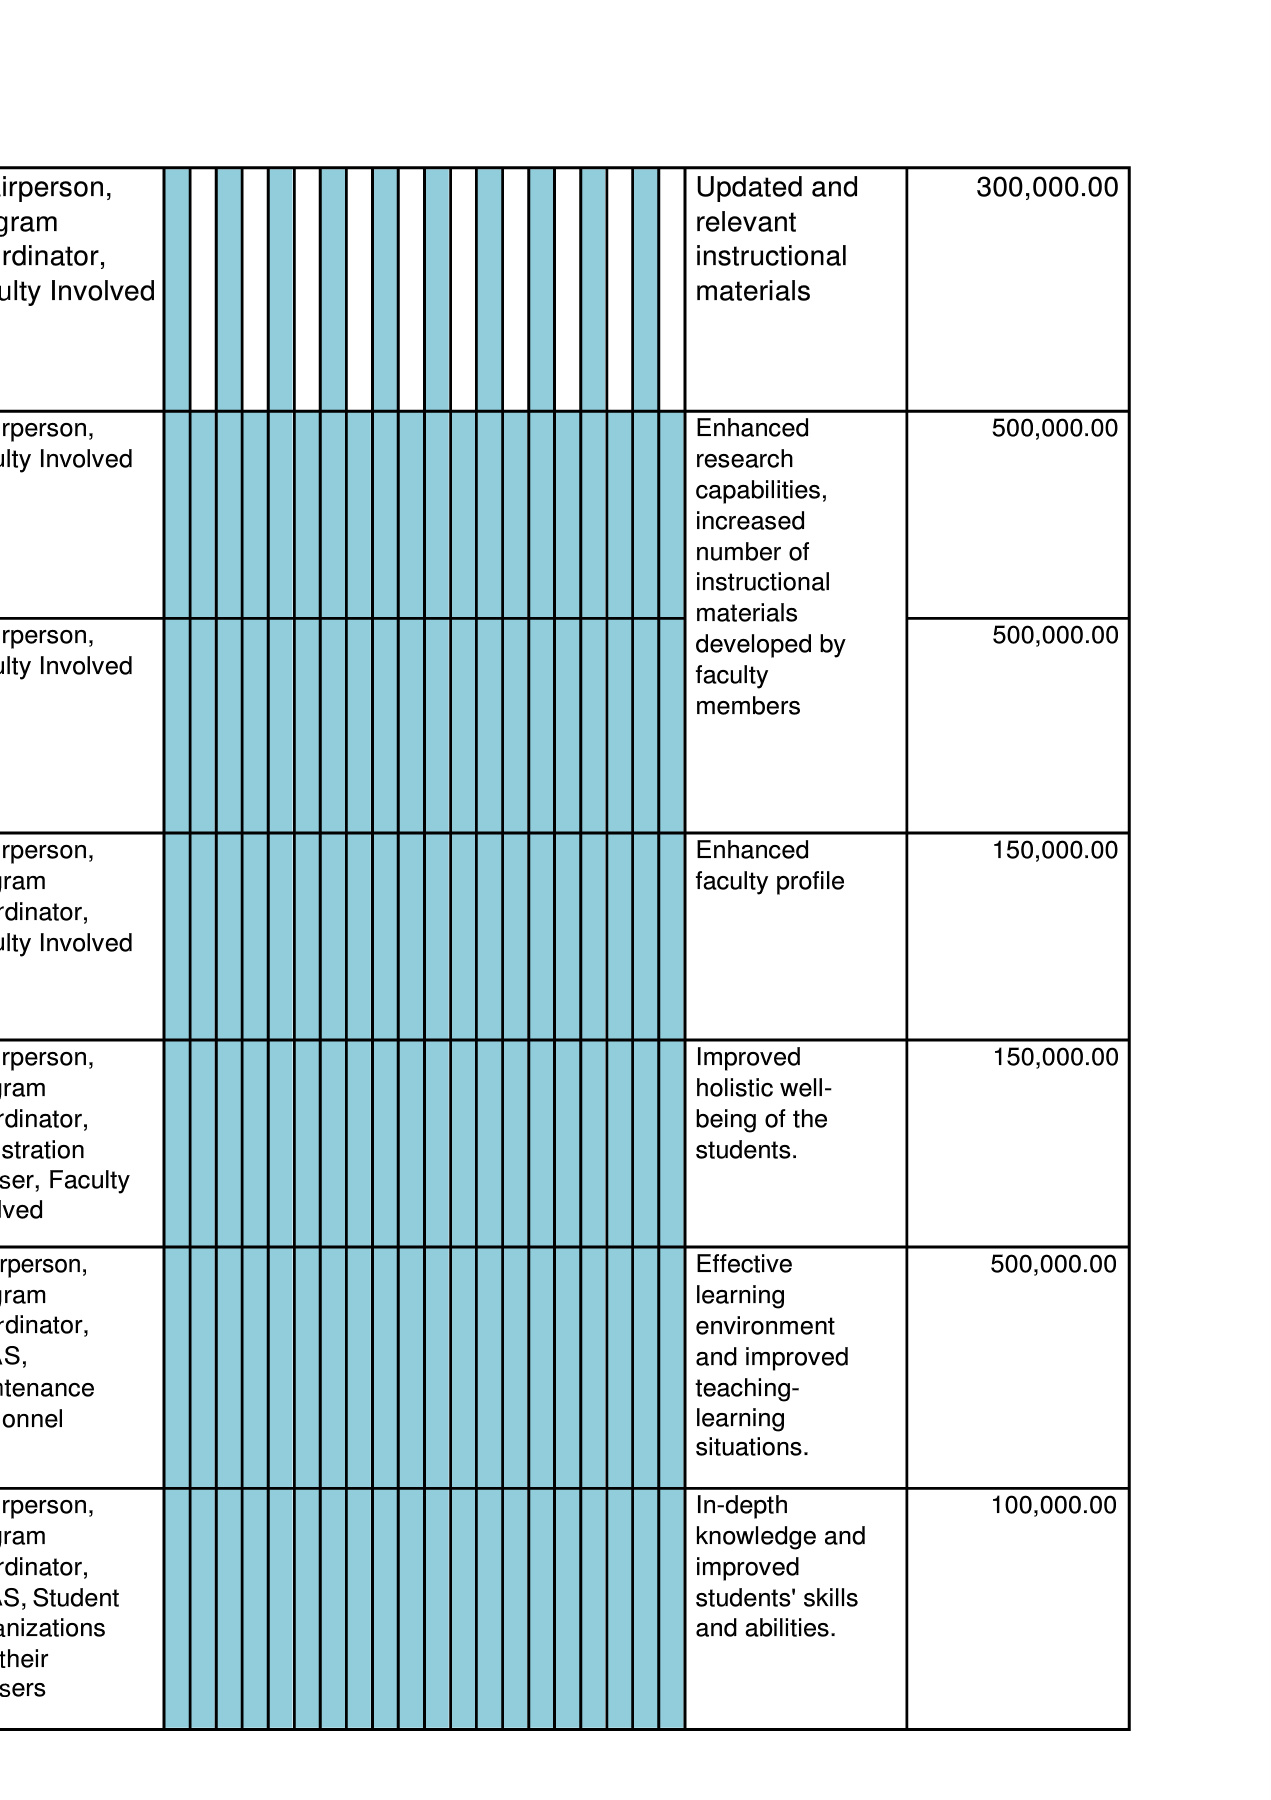 irperson,
gram
rdinator,
ulty Involved
Updated and
relevant
instructional
materials
300,000.00
rperson,
ulty Involved
Enhanced
research
capabilities,
increased
number of
instructional
materials
developed by
faculty
members
500,000.00
rperson,
ulty Involved
500,000.00
rperson,
gram
rdinator,
ulty Involved
Enhanced
faculty profile
150,000.00
rperson,
gram
rdinator,
stration
ser, Faculty
lved
Improved
holistic well-
being of the
students.
150,000.00
rperson,
gram
rdinator,
AS,
ntenance
onnel
Effective
learning
environment
and improved
teaching-
learning
situations.
500,000.00
rperson,
gram
rdinator,
AS, Student
anizations
their
sers
In-depth
knowledge and
improved
students' skills
and abilities.
100,000.00